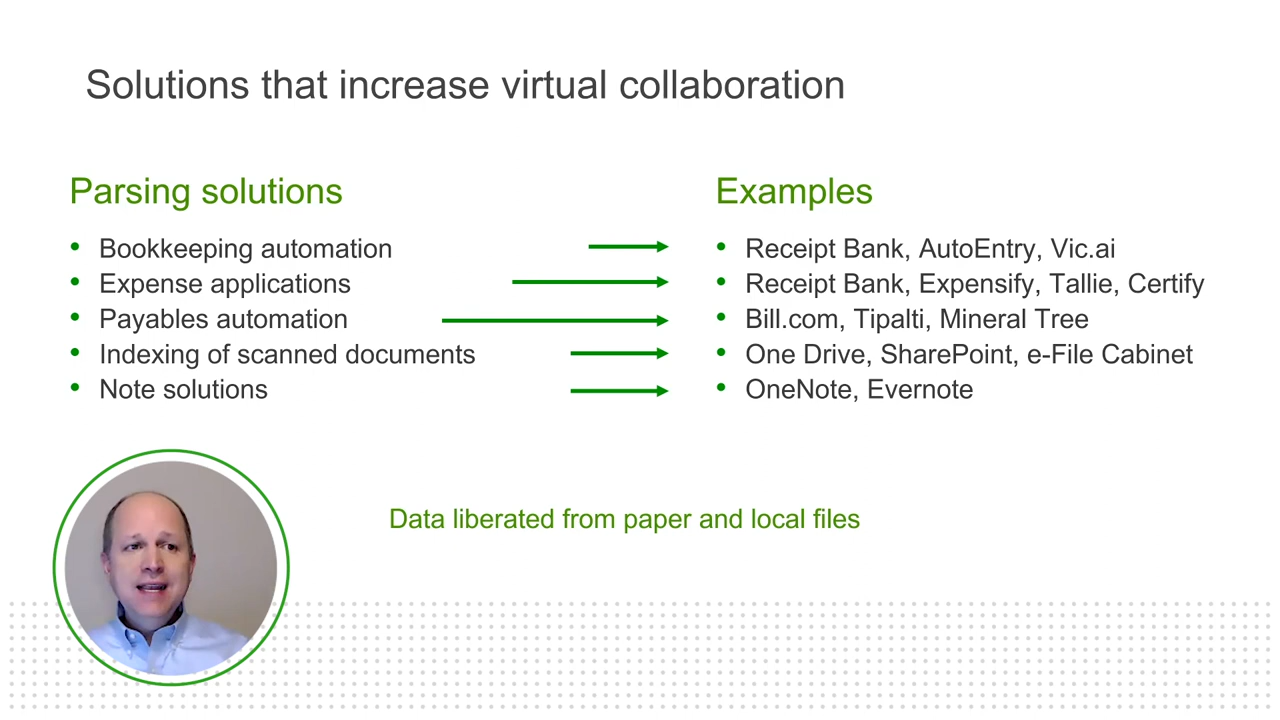 Solutions that increase virtual collaboration
Parsing solutions
• Bookkeeping automation
• Expense applications
• Payables automation
• Indexing of scanned documents
• Note solutions
Examples
• Receipt Bank, AutoEntry, Vic.ai
• Receipt Bank, Expensify, Tallie, Certify
• Bill.com, Tipalti, Mineral Tree
• One Drive, SharePoint, e-File Cabinet
• OneNote, Evernote
Data liberated from paper and local files